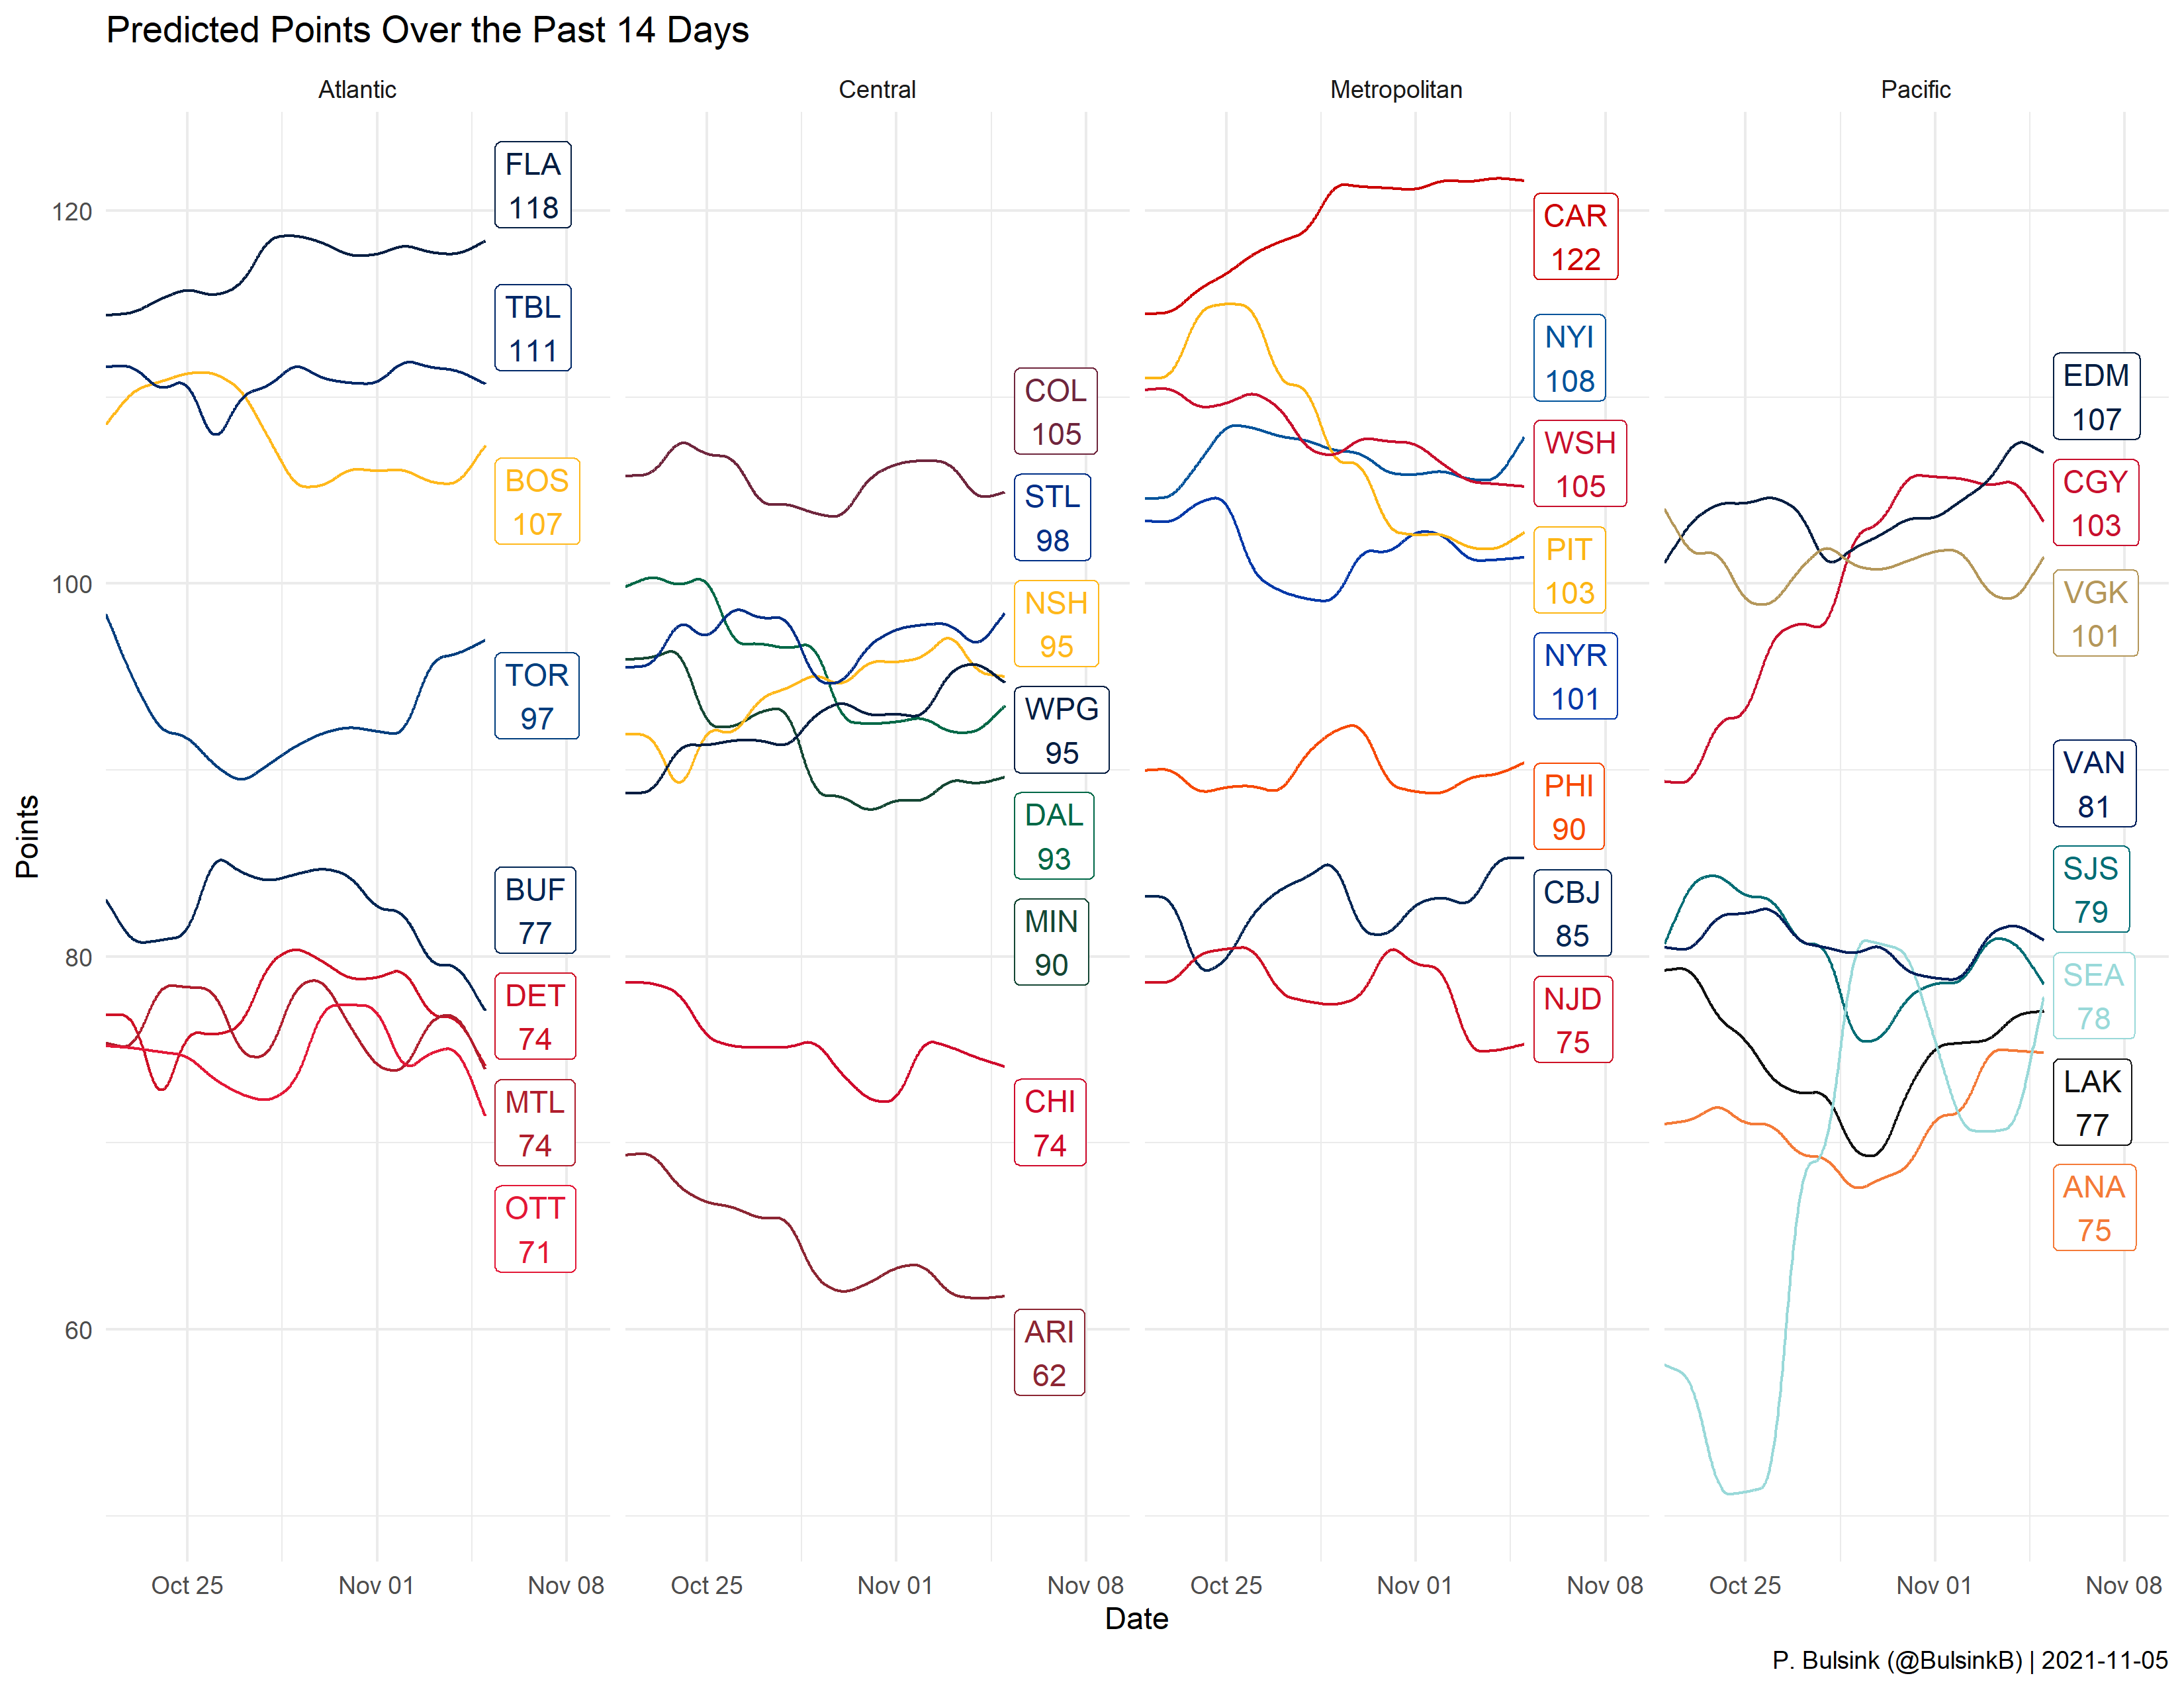 Predicted Points Over the Past 14 Days
Atlantic
Central
Metropolitan
Pacific
Points
120
100
80
60
FLA
118
TBL
111
BOS
107
TOR
97
BUF
77
DET
74
MTL
74
OTT
71
COL
105
STL
98
NSH
95
WPG
95
DAL
93
MIN
90
CHI
74
ARI
62
CAR
122
NYI
108
WSH
105
PIT
103
NYR
101
PHI
90
CBJ
85
NJD
75
EDM
107
CGY
103
VGK
101
VAN
81
SJS
79
SEA
78
LAK
77
ANA
75
Oct 25 Nov 01 Nov 08
Oct 25 Nov 01 Nov 08
Oct 25 Nov 01 Nov 08
Oct 25 Nov 01 Nov 08
Date
P. Bulsink (@BulsinkB) | 2021-11-05